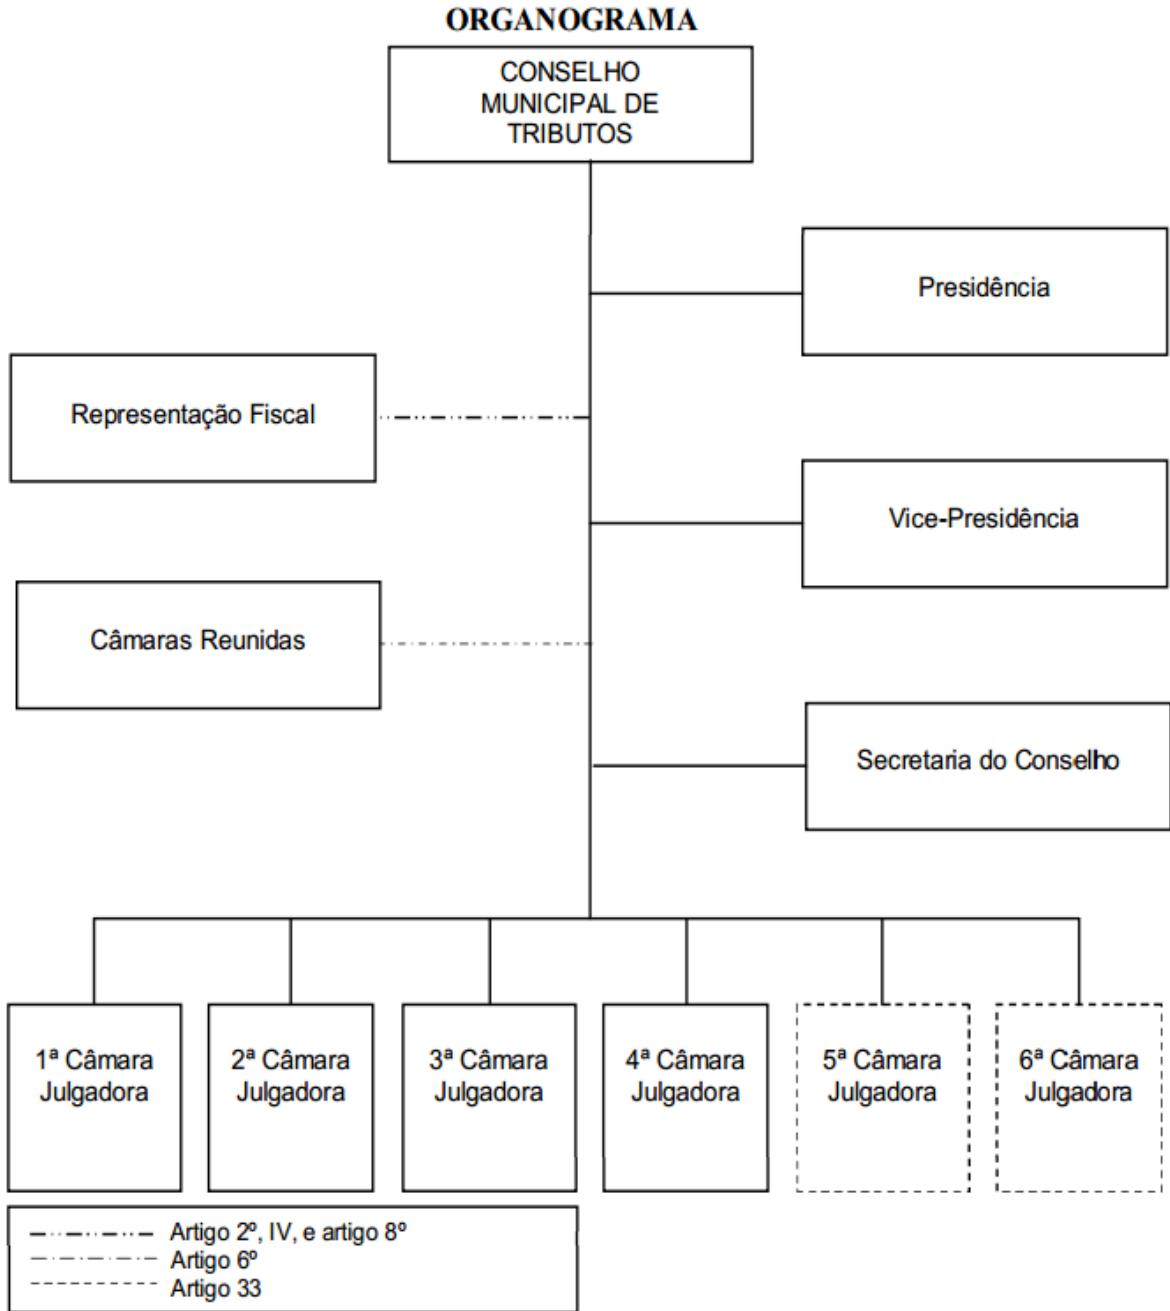 ORGANOGRAMA
CONSELHO
MUNICIPAL DE
TRIBUTOS
Presidência
Representação Fiscal
Vice-Presidência
Câmaras Reunidas
Secretaria do Conselho
1ª Câmara
Julgadora
2ª Câmara
Julgadora
3ª Câmara
Julgadora
4ª Câmara
Julgadora
5ª Câmara
Julgadora
6ª Câmara
Julgadora
Artigo 2º, IV, e artigo 8º
Artigo 6º
Artigo 33